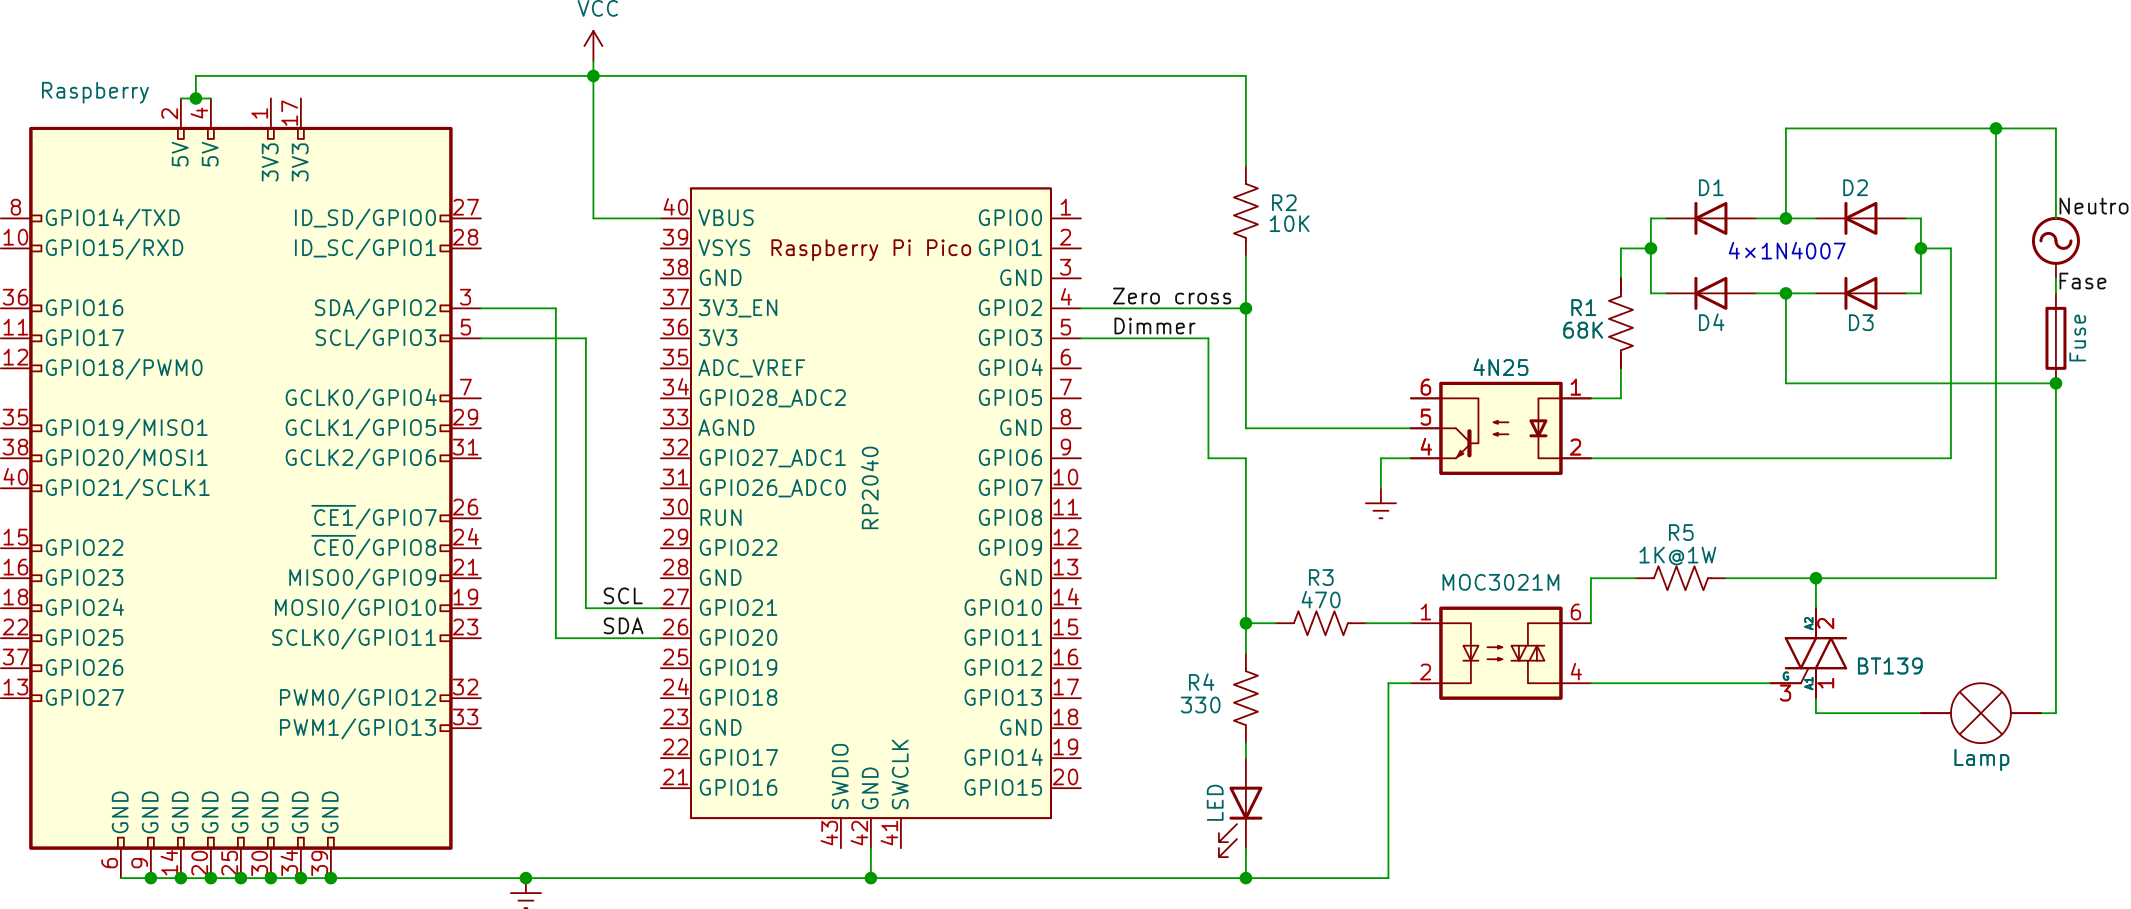 VCC
Raspberry
2
4
1
17
5V
5V
3V3
3V3
8 GPIO14/TXD
10 GPIO15/RXD
36 GPIO16
11 GPIO17
12 GPIO18/PWM0
35 GPIO19/MISO1
38 GPIO20/MOSI1
40 GPIO21/SCLK1
15 GPIO22
16 GPIO23
18 GPIO24
22 GPIO25
37 GPIO26
13 GPIO27
ID_SD/GPIO0 27
ID_SC/GPIO1 28
SDA/GPIO2 3
SCL/GPIO3 5
GCLK0/GPIO4 7
GCLK1/GPIO5 29
GCLK2/GPIO6 31
CE1/GPIO7 26
CE0/GPIO8 24
MISO0/GPIO9 21
MOSI0/GPIO10 19
SCLK0/GPIO11 23
PWM0/GPIO12 32
PWM1/GPIO13 33
GND
GND
GND
GND
GND
GND
GND
GND
6
9
14
20
25
30
34
39
SCL
SDA
Raspberry Pi Pico
RP2040
40 VBUS
39 VSYS
38 GND
37 3V3_EN
36 3V3
35 ADC_VREF
34 GPIO28_ADC2
33 AGND
32 GPIO27_ADC1
31 GPIO26_ADC0
30 RUN
29 GPIO22
28 GND
27 GPIO21
26 GPIO20
25 GPIO19
24 GPIO18
23 GND
22 GPIO17
21 GPIO16
GPIO0 1
GPIO1 2
GND 3
GPIO2 4
GPIO3 5
GPIO4 6
GPIO5 7
GND 8
GPIO6 9
GPIO7 10
GPIO8 11
GPIO9 12
GND 13
GPIO10 14
GPIO11 15
GPIO12 16
GPIO13 17
GND 18
GPIO14 19
GPIO15 20
SWDIO
GND
SWCLK
43
42
41
Zero cross
Dimmer
R2
10K
R3
470
R4
330
LED
4N25
6
5
4
1
2
R1
68K
D1
D2
4×1N4007
D4
D3
Neutro
Fase
Fuse
MOC3021M
1
2
6
4
R5
1K@1W
A2
2
G
3
A1
1
BT139
Lamp